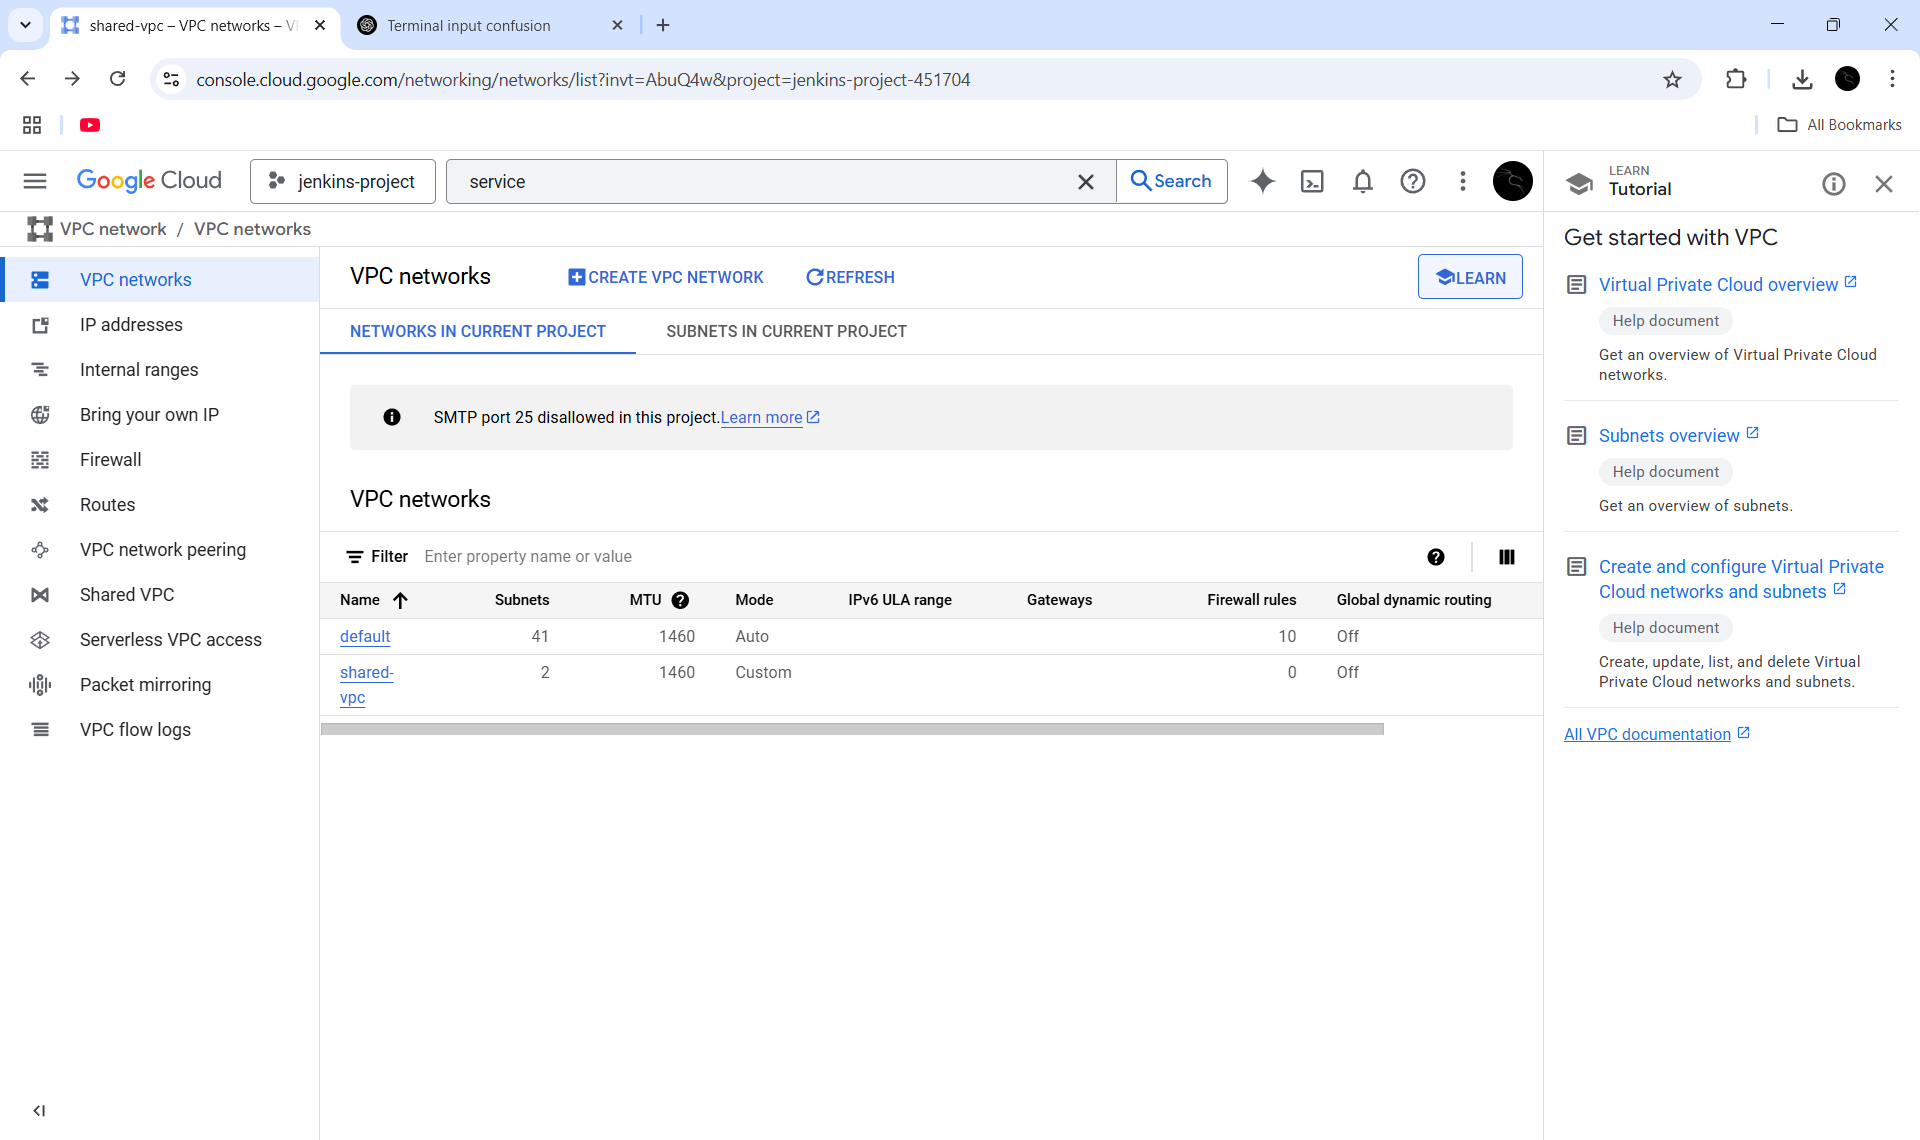 shared-vpc – VPC networks – V
Terminal input confusion
console.cloud.google.com/networking/networks/list?invt=AbuQ4w&project=jenkins-project-451704
All Bookmarks
Google Cloud
jenkins-project
service
Search
LEARN
Tutorial
VPC network / VPC networks
VPC networks
IP addresses
Internal ranges
Bring your own IP
Firewall
Routes
VPC network peering
Shared VPC
Serverless VPC access
Packet mirroring
VPC flow logs
VPC networks
CREATE VPC NETWORK
REFRESH
LEARN
NETWORKS IN CURRENT PROJECT
SUBNETS IN CURRENT PROJECT
SMTP port 25 disallowed in this project. Learn more
VPC networks
Filter Enter property name or value
Name Subnets MTU Mode IPv6 ULA range Gateways Firewall rules Global dynamic routing
default 41 1460 Auto 10 Off
shared- 2 1460 Custom 0 Off
vpc
Get started with VPC
Virtual Private Cloud overview
Help document
Get an overview of Virtual Private Cloud
networks.
Subnets overview
Help document
Get an overview of subnets.
Create and configure Virtual Private
Cloud networks and subnets
Help document
Create, update, list, and delete Virtual
Private Cloud networks and subnets.
All VPC documentation